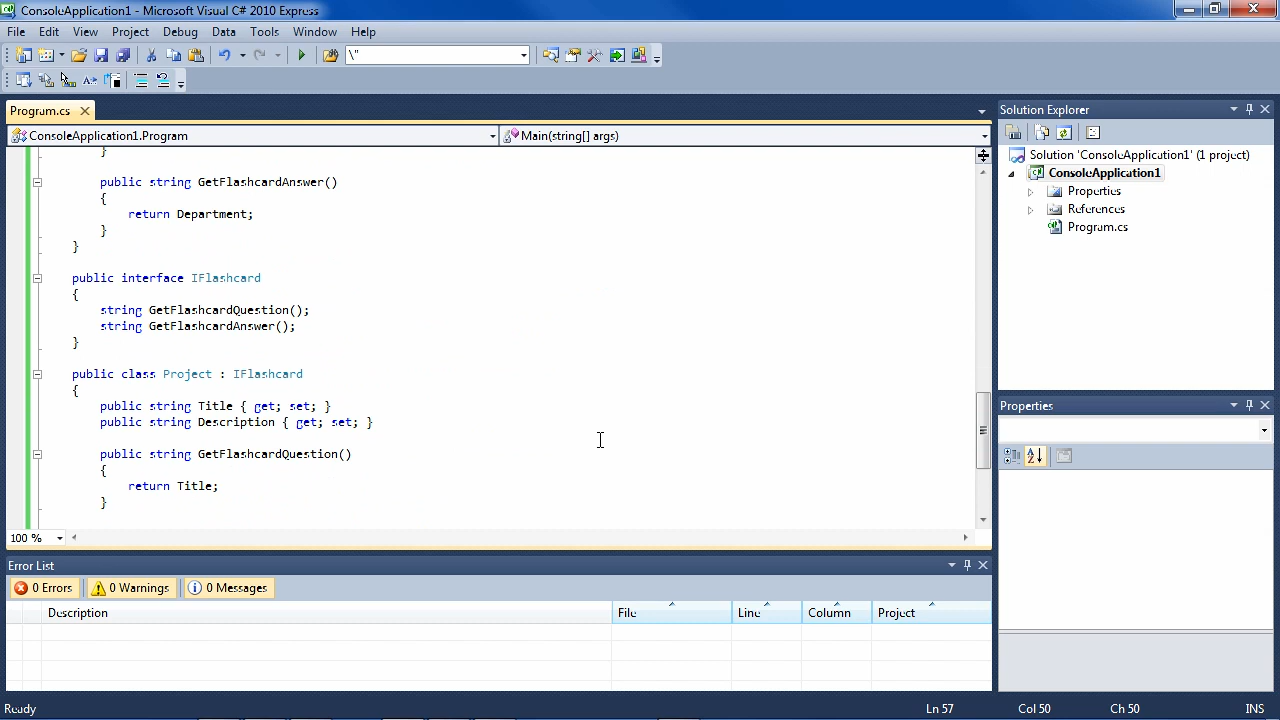 ConsoleApplication1 - Microsoft Visual C# 2010 Express
File Edit View Project Debug Data Tools Window Help
\"
Program.cs
ConsoleApplication1.Program
Main(string[] args)
}
public string GetFlashcardAnswer()
{
return Department;
}
}
public interface IFlashcard
{
string GetFlashcardQuestion();
string GetFlashcardAnswer();
}
public class Project : IFlashcard
{
public string Title { get; set; }
public string Description { get; set; }
public string GetFlashcardQuestion()
{
return Title;
}
100 %
Solution Explorer
Solution 'ConsoleApplication1' (1 project)
ConsoleApplication1
Properties
References
Program.cs
Properties
Error List
0 Errors
0 Warnings
0 Messages
Description File Line Column Project
Ready Ln 57 Col 50 Ch 50 INS